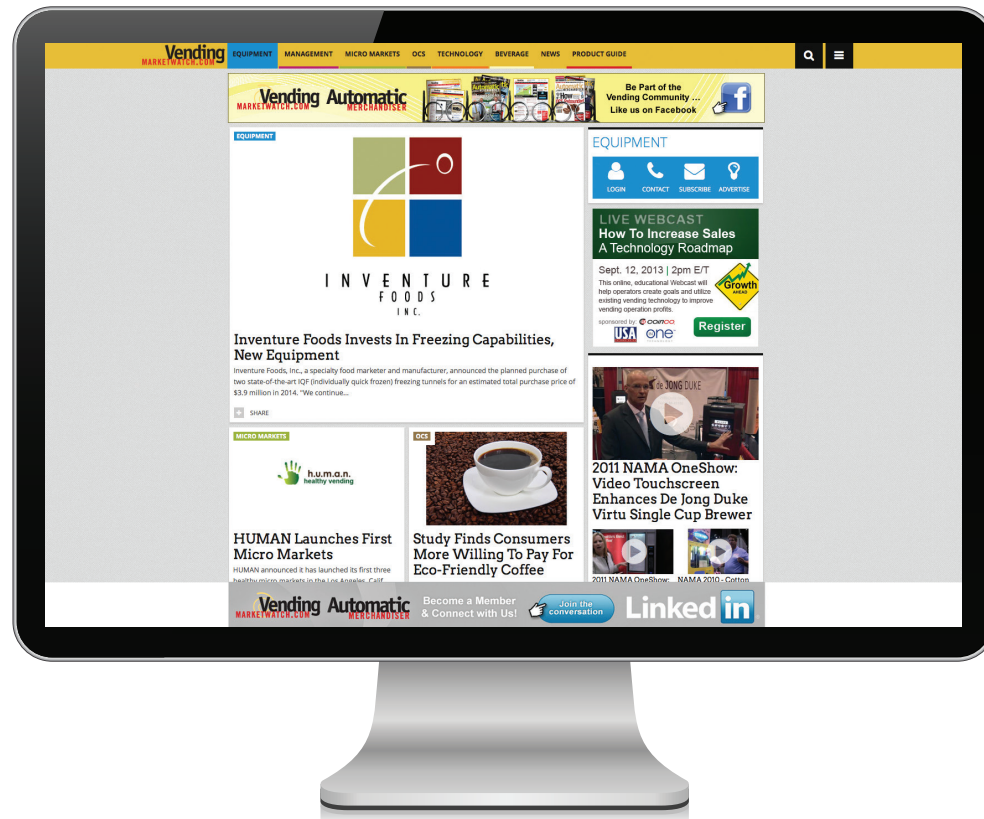 Vending
MARKETWATCH.COM
EQUIPMENT MANAGEMENT MICRO MARKETS OCS TECHNOLOGY BEVERAGE NEWS PRODUCT GUIDE
Vending Automatic
MARKETWATCH.COM MERCHANDISER
Be Part of the
Vending Community ...
Like us on Facebook
EQUIPMENT
INVENTURE
FOODS
INC.
Inventure Foods Invests In Freezing Capabilities,
New Equipment
Inventure Foods, Inc., a specialty food marketer and manufacturer, announced the planned purchase of
two state-of-the-art IQF (individually quick frozen) freezing tunnels for an estimated total purchase price of
$3.9 million in 2014. "We continue...
SHARE
MICRO MARKETS
h.u.m.a.n.
healthy vending
HUMAN Launches First
Micro Markets
HUMAN announced it has launched its first three
healthy micro markets in the Los Angeles, Calif.
OCS
Study Finds Consumers
More Willing To Pay For
Eco-Friendly Coffee
EQUIPMENT
LOGIN CONTACT SUBSCRIBE ADVERTISE
LIVE WEBCAST
How To Increase Sales
A Technology Roadmap
Sept. 12, 2013 | 2pm E/T
This online, educational Webcast will
help operators create goals and utilize
existing vending technology to improve
vending operation profits.
Growth
AHEAD
sponsored by: coinco
USA one
Register
de JONG DUKE
2011 NAMA OneShow:
Video Touchscreen
Enhances De Jong Duke
Virtu Single Cup Brewer
2011 NAMA OneShow: NAMA 2010 - Cotton
Vending Automatic
MARKETWATCH.COM MERCHANDISER
Become a Member
& Connect with Us!
Join the
conversation
Linked in